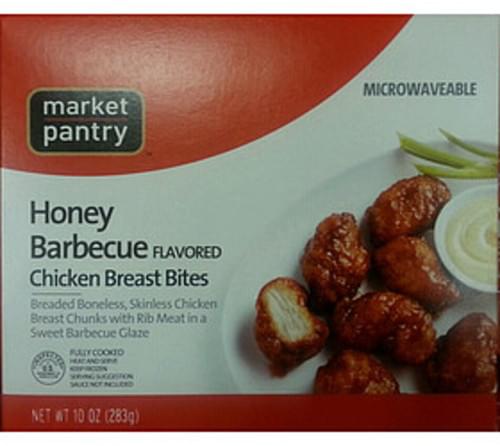 MICROWAVEABLE
market
pantry
Honey
Barbecue FLAVORED
Chicken Breast Bites
Breaded Boneless, Skinless Chicken
Breast Chunks with Rib Meat in a
Sweet Barbecue Glaze
FULLY COOKED
HEAT AND SERVE
KEEP FROZEN
SERVING SUGGESTION
SAUCE NOT INCLUDED
NET WT 10 OZ (283g)